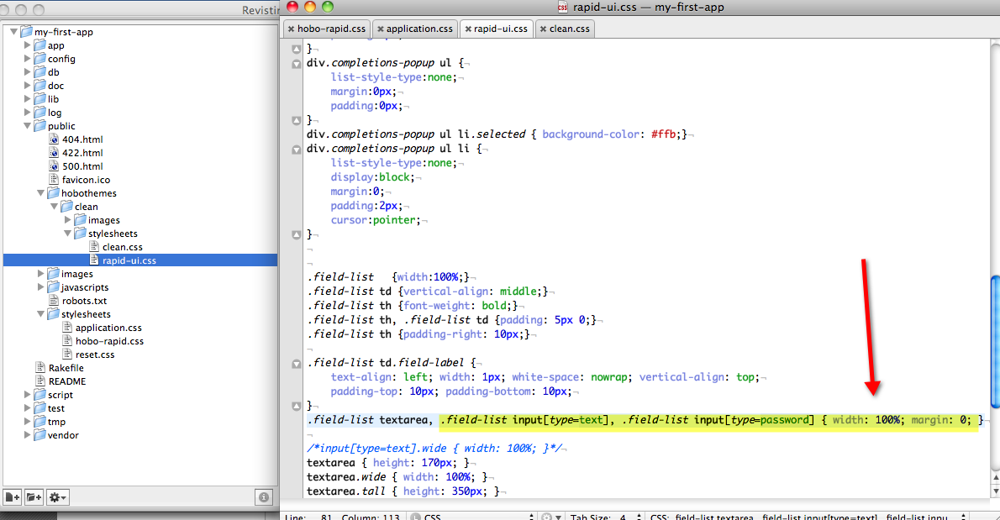 Revistin
my-first-app
app
config
db
doc
lib
log
public
404.html
422.html
500.html
favicon.ico
hobothemes
clean
images
stylesheets
clean.css
rapid-ui.css
images
javascripts
robots.txt
stylesheets
application.css
hobo-rapid.css
reset.css
Rakefile
README
script
test
tmp
vendor
rapid-ui.css — my-first-app
hobo-rapid.css application.css rapid-ui.css clean.css
}
div.completions-popup ul {
list-style-type:none;
margin:0px;
padding:0px;
}
div.completions-popup ul li.selected { background-color: #ffb;}
div.completions-popup ul li {
list-style-type:none;
display:block;
margin:0;
padding:2px;
cursor:pointer;
}
.field-list   {width:100%;}
.field-list td {vertical-align: middle;}
.field-list th {font-weight: bold;}
.field-list th, .field-list td {padding: 5px 0;}
.field-list th {padding-right: 10px;}
.field-list td.field-label {
text-align: left; width: 1px; white-space: nowrap; vertical-align: top;
padding-top: 10px; padding-bottom: 10px;
}
.field-list textarea, .field-list input[type=text], .field-list input[type=password] { width: 100%; margin: 0; }
/*input[type=text].wide { width: 100%; }*/
textarea { height: 170px; }
textarea.wide { width: 100%; }
textarea.tall { height: 350px; }
Line: 81 Column: 113 CSS Tab Size: 4 CSS: field-list textarea, .field-list input[type=text], .field-list inpu